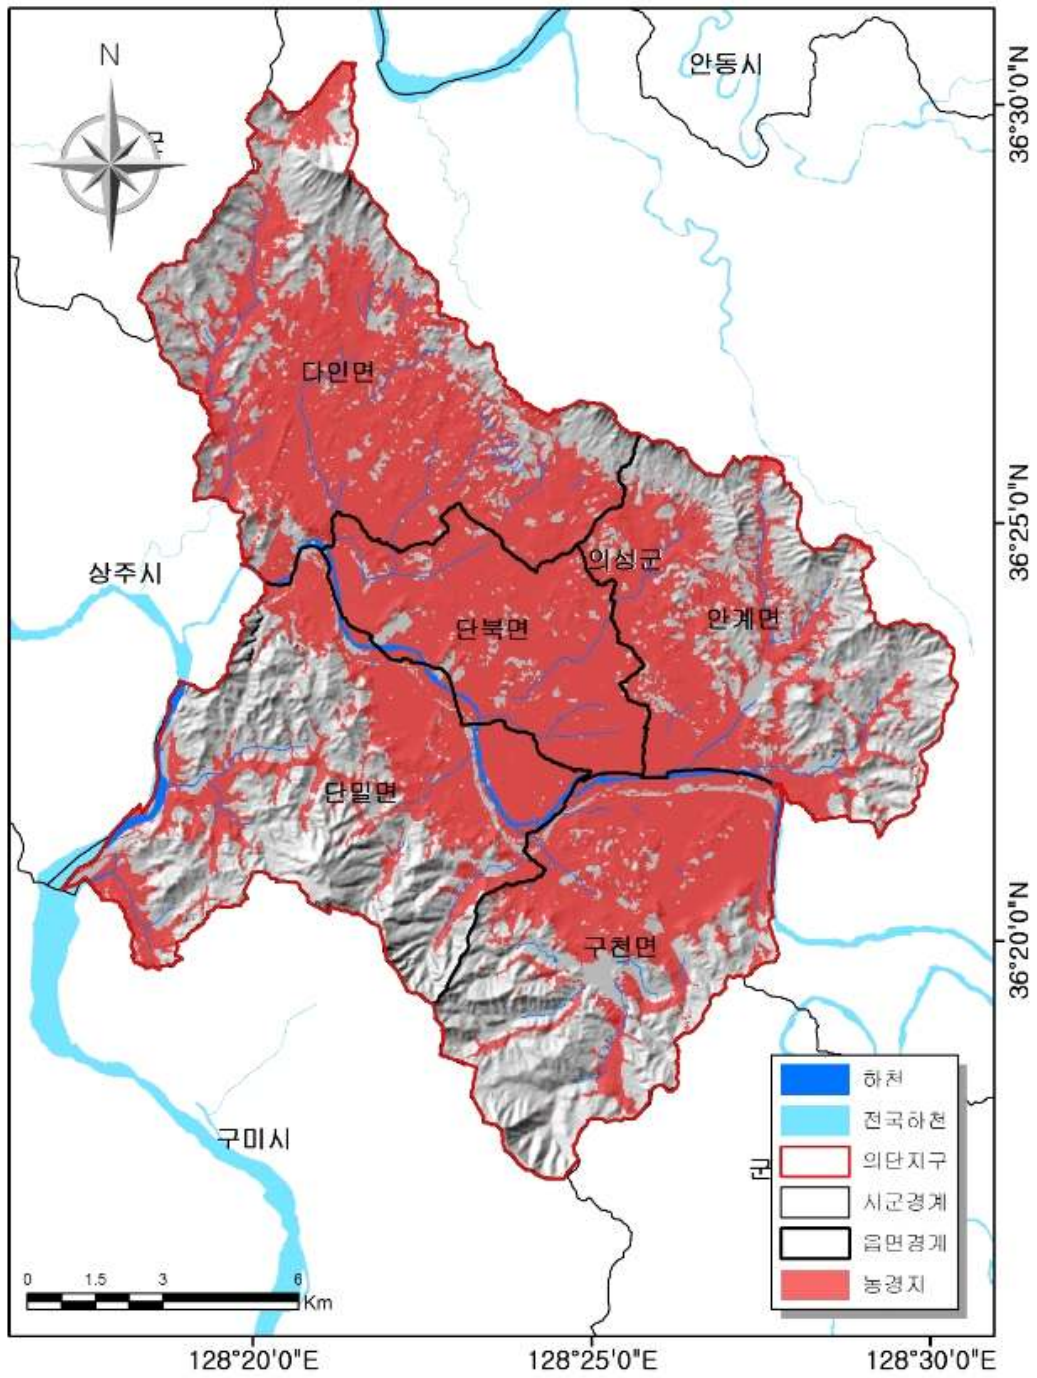 N
안동시
군
36°30'0"N
다인면
36°25'0"N
의성군
상주시
단북면
안계면
단밀면
구천면
36°20'0"N
하천
전국하천
의단지구
시군경계
읍면경계
농경지
구미시
군
0 1.5 3 6
Km
128°20'0"E 128°25'0"E 128°30'0"E